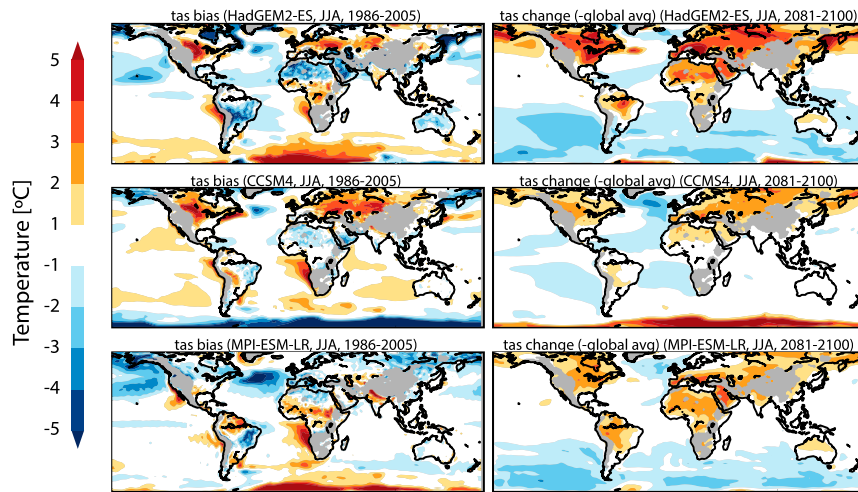 tas bias (HadGEM2-ES, JJA, 1986-2005)
tas change (-global avg) (HadGEM2-ES, JJA, 2081-2100)
5
4
3
2
1
-1
-2
-3
-4
-5
Temperature [ºC]
tas bias (CCSM4, JJA, 1986-2005)
tas change (-global avg) (CCMS4, JJA, 2081-2100)
tas bias (MPI-ESM-LR, JJA, 1986-2005)
tas change (-global avg) (MPI-ESM-LR, JJA, 2081-2100)